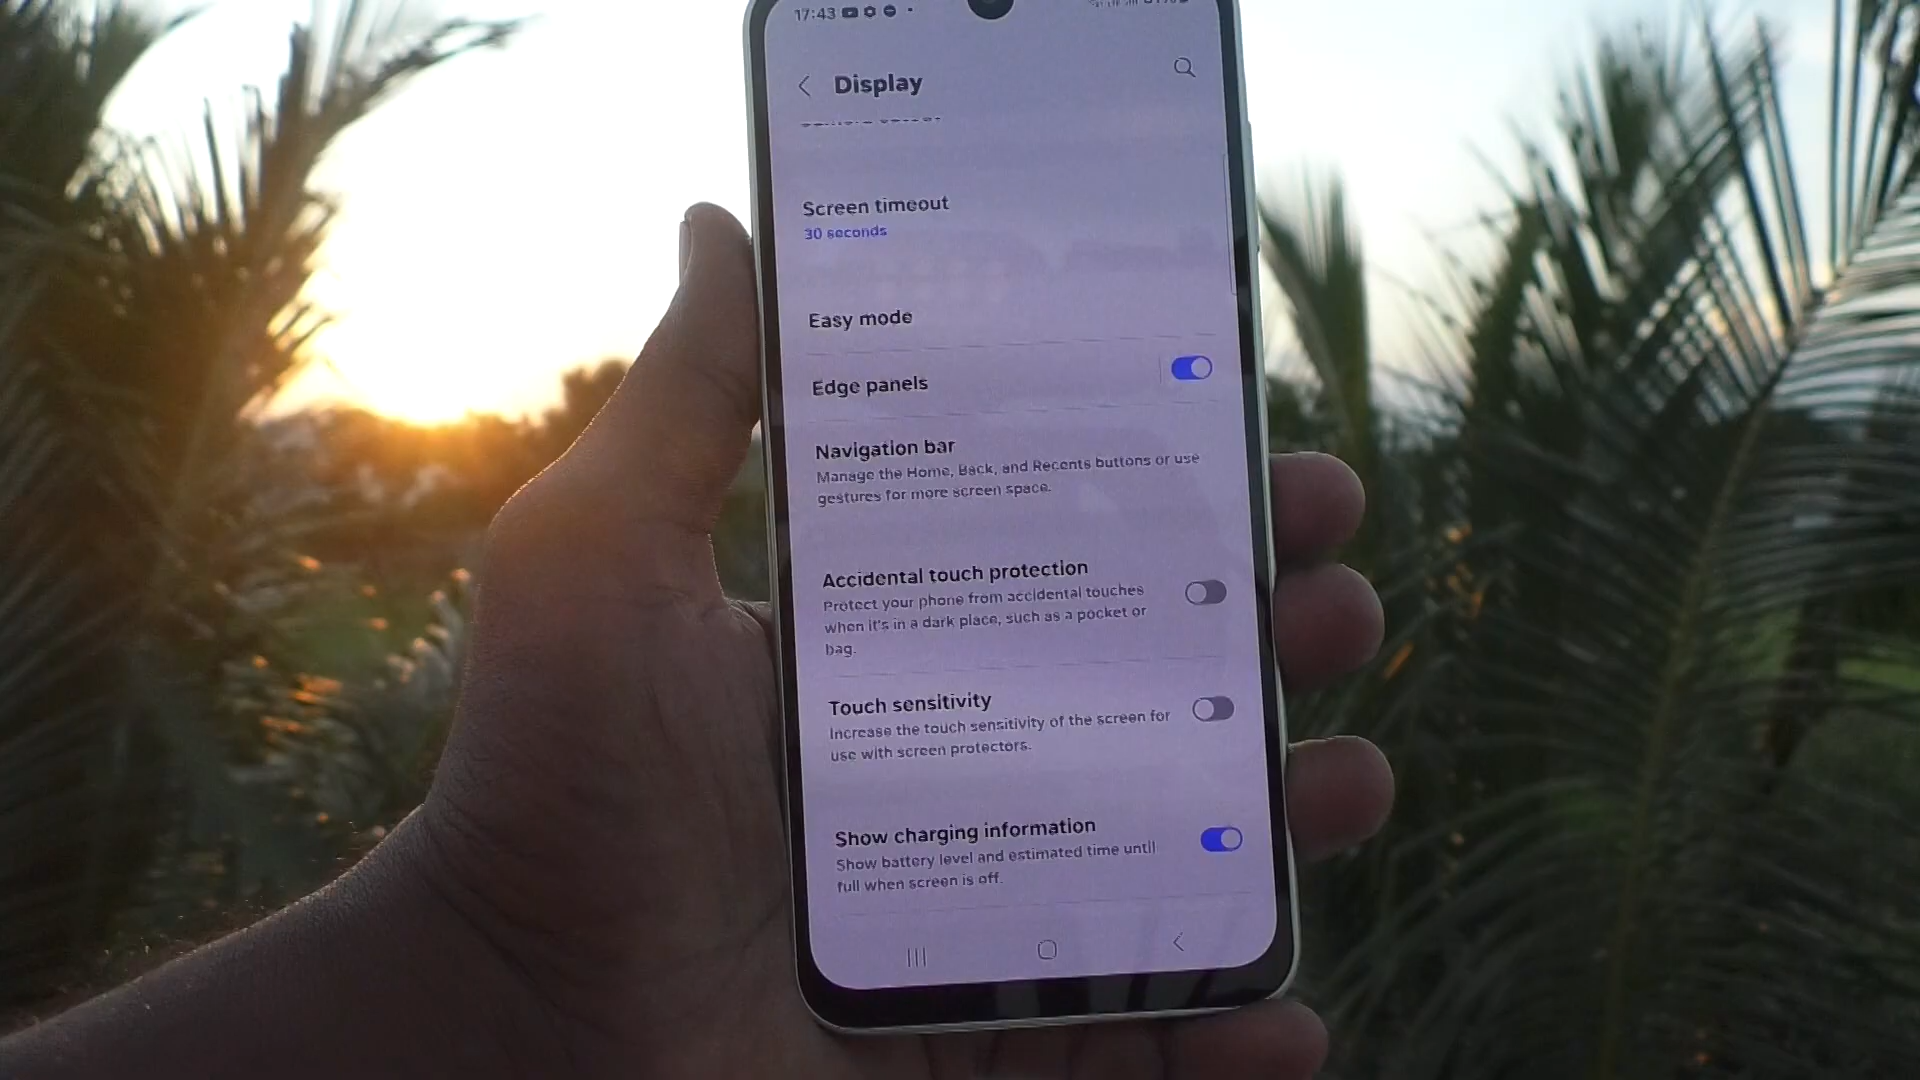 17:43
Display
Screen timeout
30 seconds
Easy mode
Edge panels
Navigation bar
Manage the Home, Back, and Recents buttons or use
gestures for more screen space.
Accidental touch protection
Protect your phone from accidental touches
when it's in a dark place, such as a pocket or
bag.
Touch sensitivity
Increase the touch sensitivity of the screen for
use with screen protectors.
Show charging information
Show battery level and estimated time until
full when screen is off.